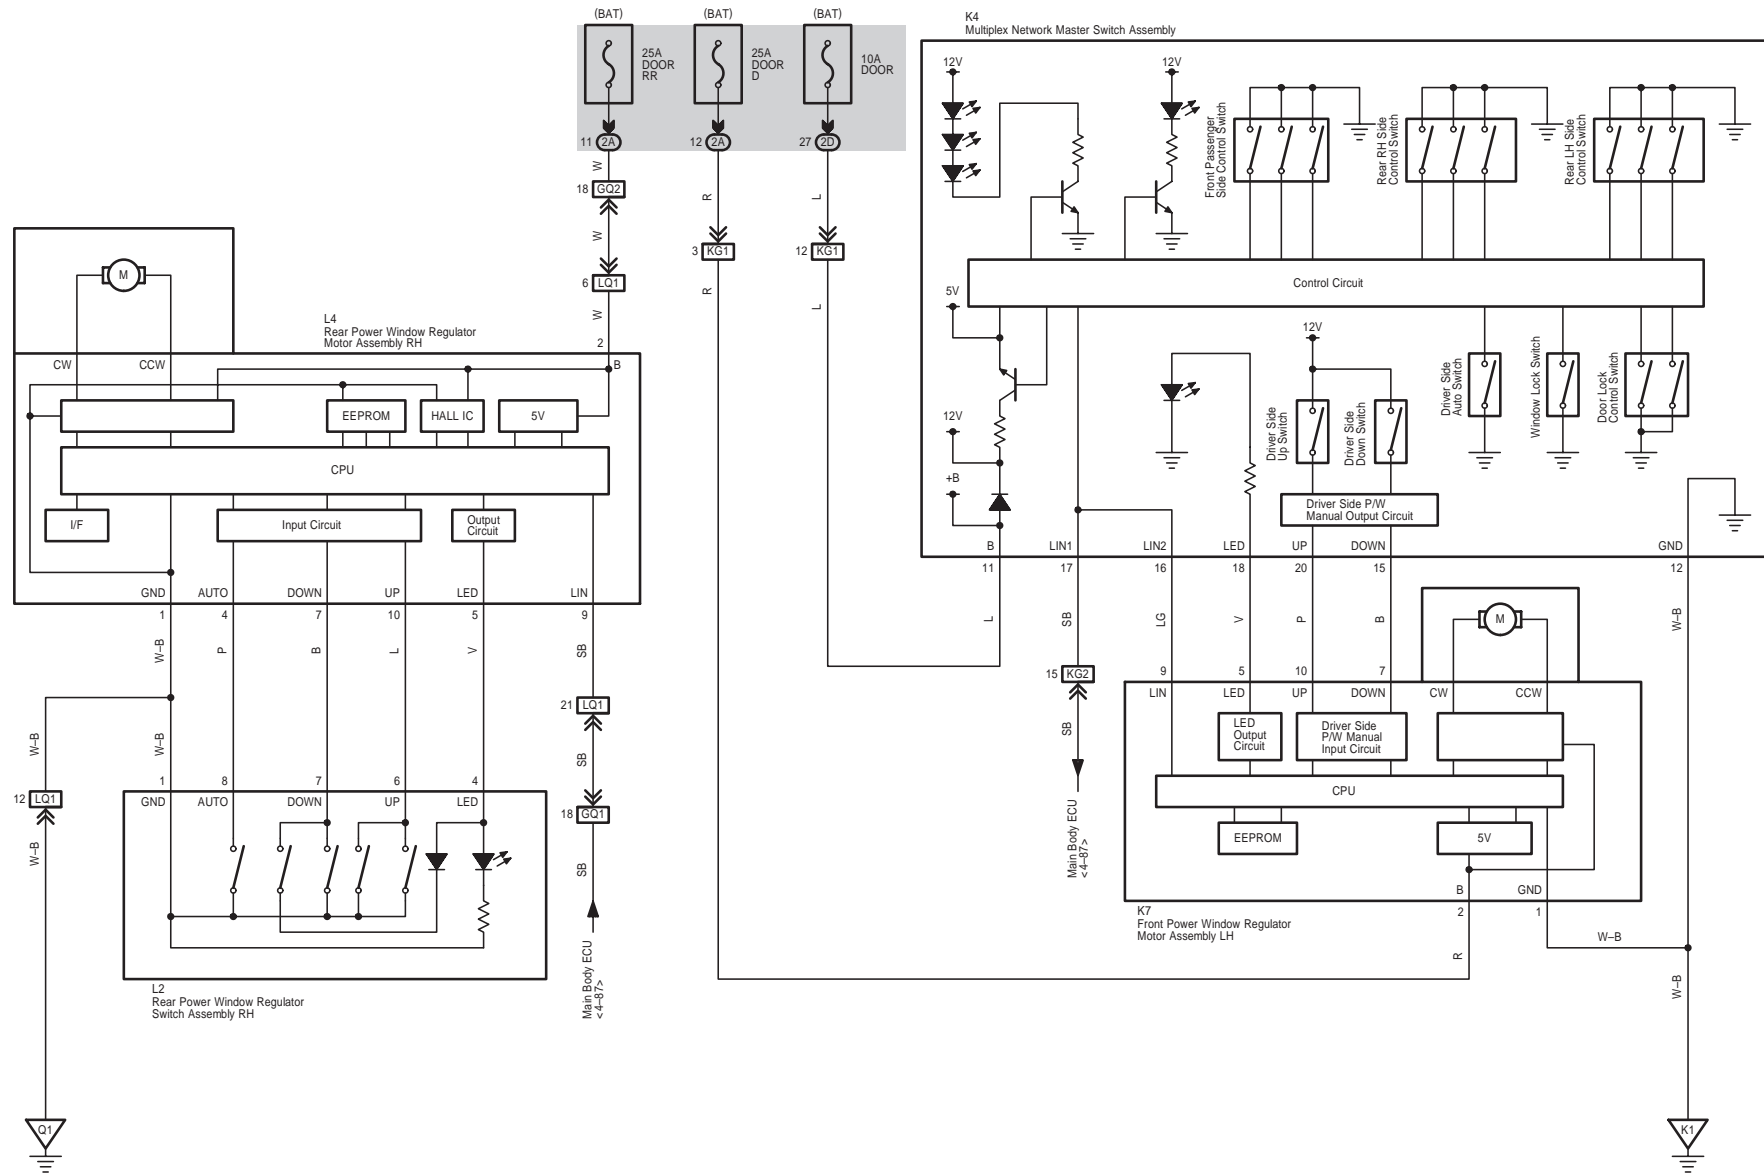 (BAT)
(BAT)
(BAT)
25A
DOOR
RR
25A
DOOR
D
10A
DOOR
11
2A
12
2A
27
2D
W
18
GQ2
W
6
LQ1
W
2
R
3
KG1
R
L
12
KG1
L
L4
Rear Power Window Regulator
Motor Assembly RH
M
CW
CCW
B
EEPROM
HALL IC
5V
CPU
I/F
Input Circuit
Output
Circuit
GND
AUTO
DOWN
UP
LED
LIN
1
4
7
10
5
9
W–B
P
B
L
V
SB
21
LQ1
W–B
W–B
SB
1
8
7
6
4
12
LQ1
GND
AUTO
DOWN
UP
LED
18
GQ1
W–B
SB
Main Body ECU
<4–87>
L2
Rear Power Window Regulator
Switch Assembly RH
Q1
K4
Multiplex Network Master Switch Assembly
12V
12V
Front Passenger
Side Control Switch
Rear RH Side
Control Switch
Rear LH Side
Control Switch
Control Circuit
5V
12V
12V
+B
Driver Side
Up Switch
Driver Side
Down Switch
Driver Side
Auto Switch
Window Lock Switch
Door Lock
Control Switch
Driver Side P/W
Manual Output Circuit
B
LIN1
LIN2
LED
UP
DOWN
GND
11
17
16
18
20
15
12
L
SB
LG
V
P
B
W–B
M
15
KG2
9
5
10
7
LIN
LED
UP
DOWN
CW
CCW
SB
LED
Output
Circuit
Driver Side
P/W Manual
Input Circuit
CPU
EEPROM
5V
Main Body ECU
<4–87>
B
GND
2
1
K7
Front Power Window Regulator
Motor Assembly LH
W–B
R
W–B
K1